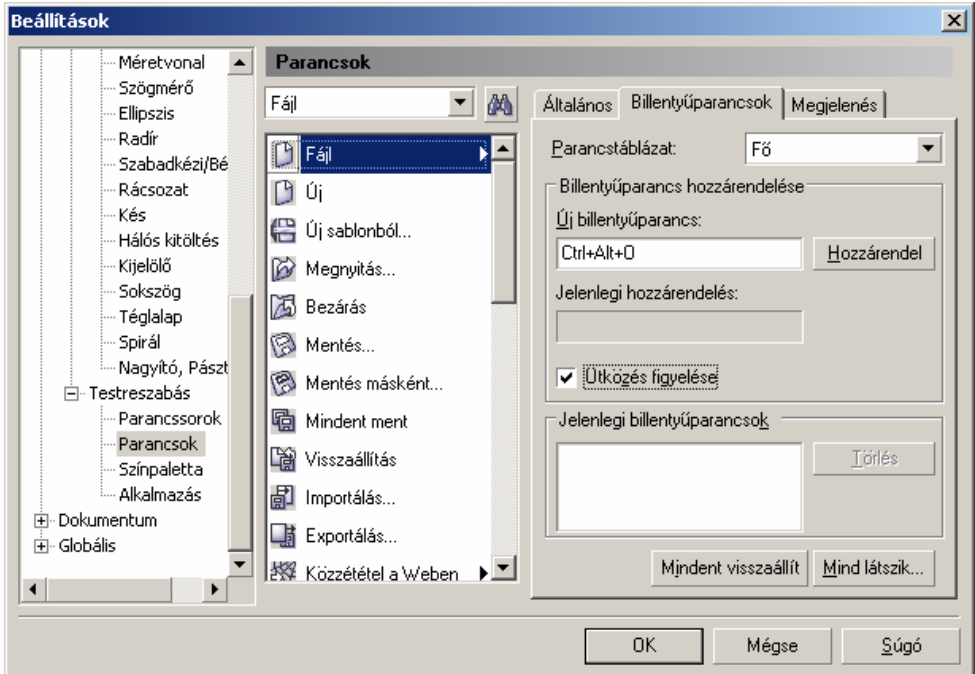 Beállítások
Méretvonal
Szögmérő
Ellipszis
Radír
Szabadkézi/Bé
Rácsozat
Kés
Hálós kitöltés
Kijelölő
Sokszög
Téglalap
Spirál
Nagyító, Pászt
Testreszabás
Parancssorok
Parancsok
Színpaletta
Alkalmazás
Dokumentum
Globális
Parancsok
Fájl
Fájl
Új
Új sablonból...
Megnyitás...
Bezárás
Mentés...
Mentés másként...
Mindent ment
Visszaállítás
Importálás...
Exportálás...
Közzététel a Weben
Általános
Billentyűparancsok
Megjelenés
Parancstáblázat:
Fő
Billentyűparancs hozzárendelése
Új billentyűparancs:
Ctrl+Alt+O
Hozzárendel
Jelenlegi hozzárendelés:
Ütközés figyelése
Jelenlegi billentyűparancsok
Törlés
Mindent visszaállít
Mind látszik...
OK
Mégse
Súgó